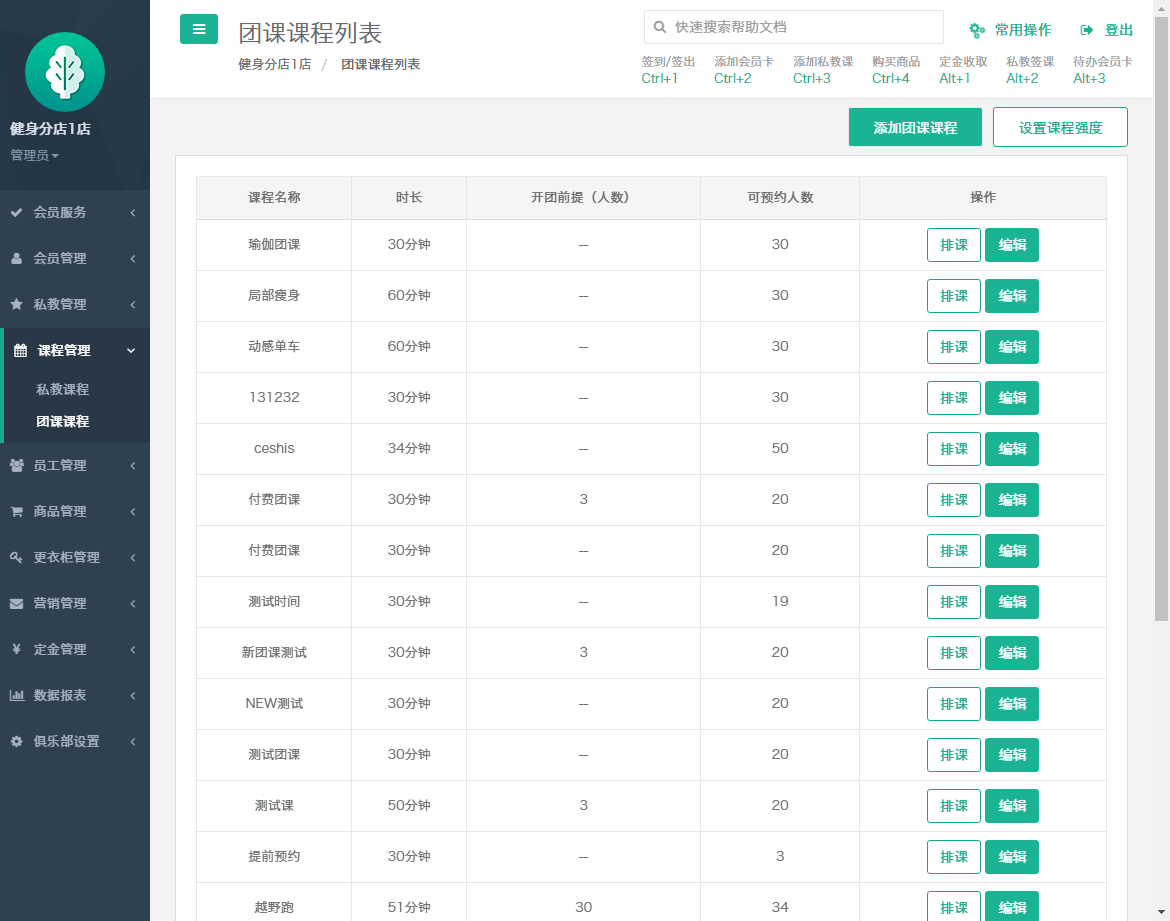 健身分店1店
管理员
会员服务
会员管理
私教管理
课程管理
私教课程
团课课程
员工管理
商品管理
更衣柜管理
营销管理
定金管理
数据报表
俱乐部设置
团课课程列表
健身分店1店 / 团课课程列表
快速搜索帮助文档
常用操作
登出
签到/签出 添加会员卡 添加私教课 购买商品 定金收取 私教签课 待办会员卡
Ctrl+1 Ctrl+2 Ctrl+3 Ctrl+4 Alt+1 Alt+2 Alt+3
添加团课课程 设置课程强度
课程名称 时长 开团前提（人数） 可预约人数 操作
瑜伽团课 30分钟 -- 30 排课 编辑
局部瘦身 60分钟 -- 30 排课 编辑
动感单车 60分钟 -- 30 排课 编辑
131232 30分钟 -- 30 排课 编辑
ceshis 34分钟 -- 50 排课 编辑
付费团课 30分钟 3 20 排课 编辑
付费团课 30分钟 -- 20 排课 编辑
测试时间 30分钟 -- 19 排课 编辑
新团课测试 30分钟 3 20 排课 编辑
NEW测试 30分钟 -- 20 排课 编辑
测试团课 30分钟 -- 20 排课 编辑
测试课 50分钟 3 20 排课 编辑
提前预约 30分钟 -- 3 排课 编辑
越野跑 51分钟 30 34 排课 编辑